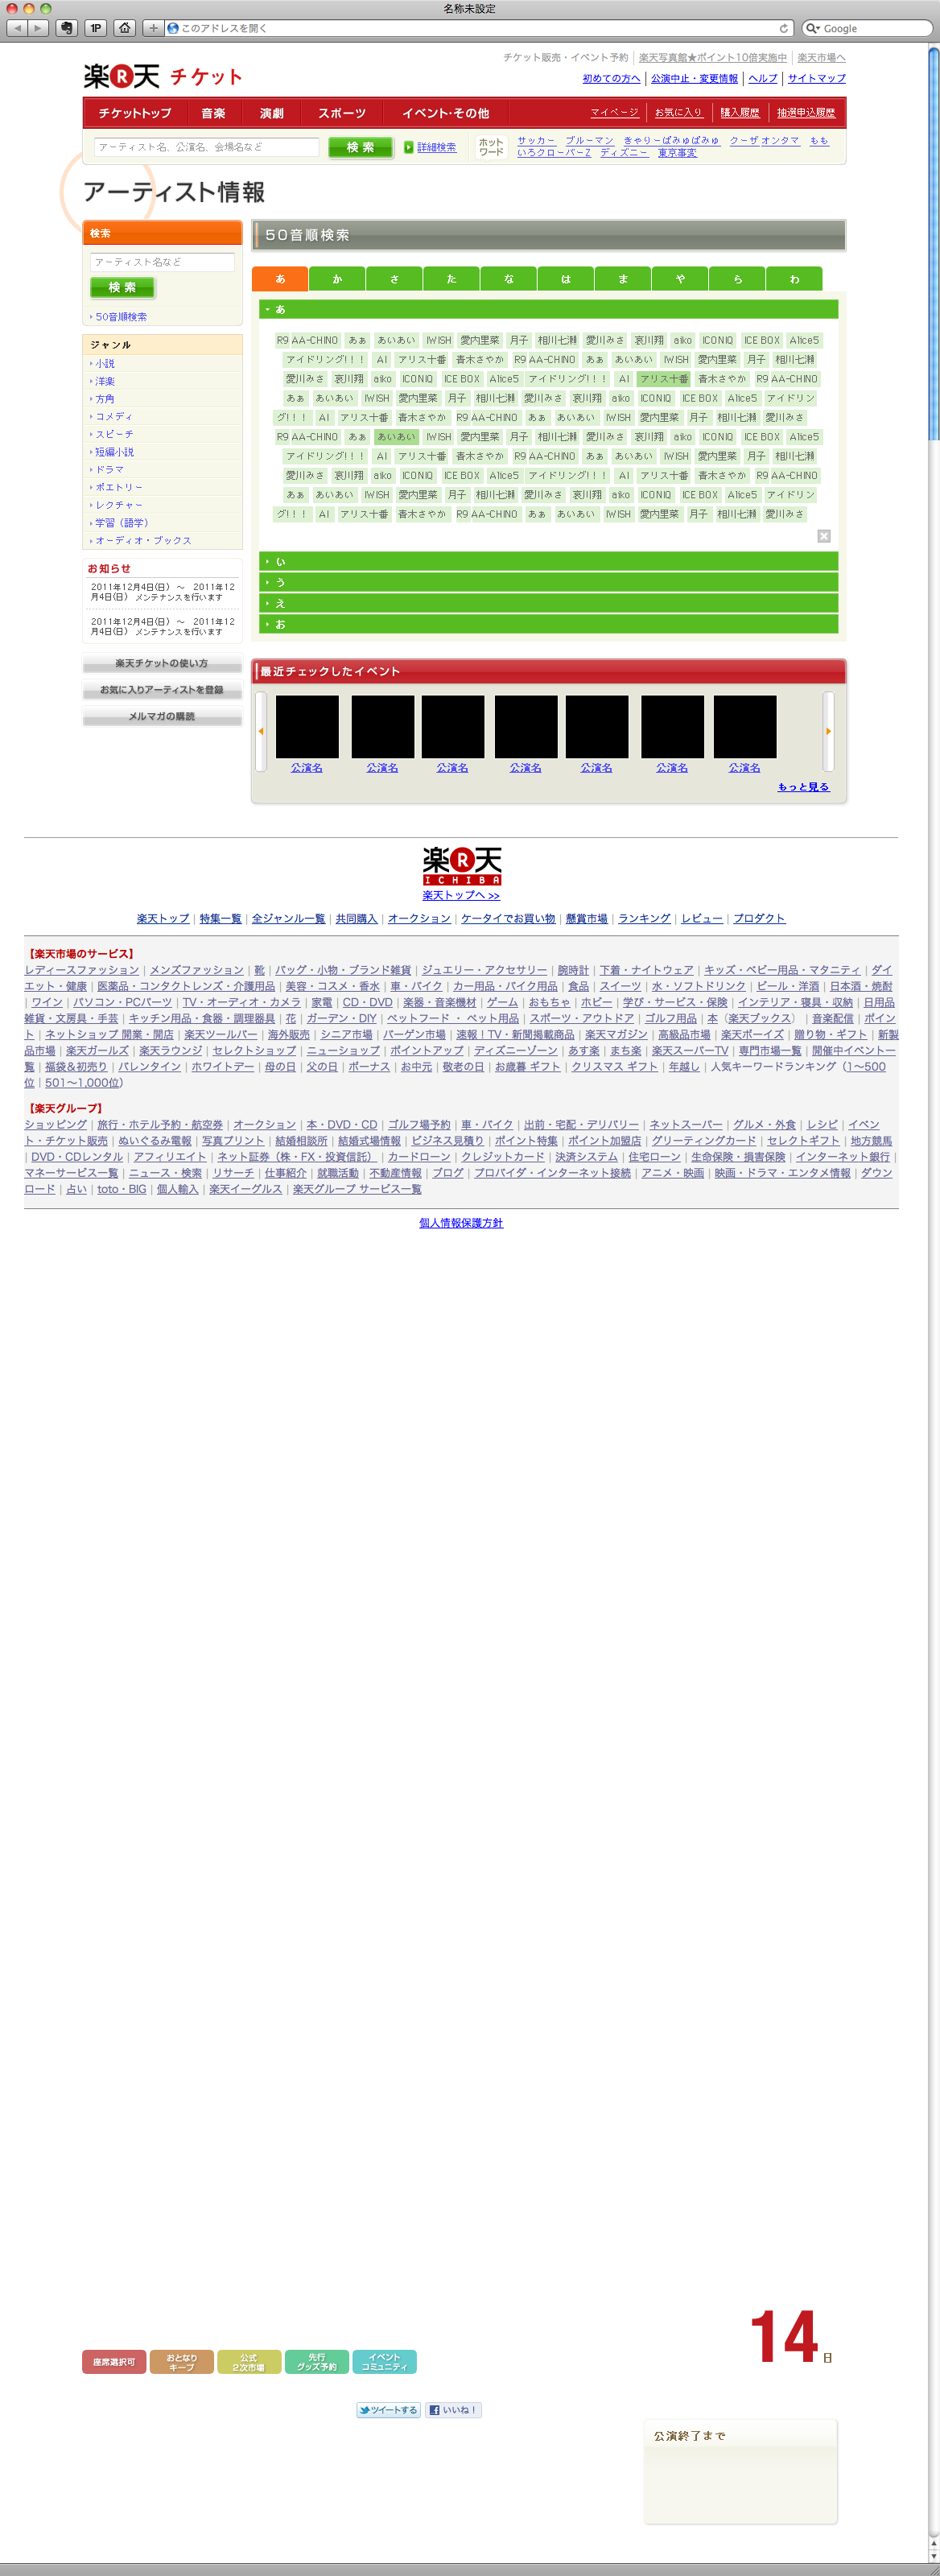 名称未設定
1P
このアドレスを開く
Google
楽R天 チケット
チケット販売・イベント予約 | 楽天写真館★ポイント10倍実施中 | 楽天市場へ
初めての方へ | 公演中止・変更情報 | ヘルプ | サイトマップ
チケットトップ 音楽 演劇 スポーツ イベント・その他 マイページ お気に入り 購入履歴 抽選申込履歴
アーティスト名、公演名、会場名など 検索 詳細検索
ホットワード
サッカー ブルーマン きゃりーぱみゅぱみゅ クーザ オンタマ もも
いろクローバーZ ディズニー 東京事変
アーティスト情報
検索
アーティスト名など
検索
50音順検索
ジャンル
小説
洋楽
方角
コメディ
スピーチ
短編小説
ドラマ
ポエトリー
レクチャー
学習（語学）
オーディオ・ブックス
お知らせ
2011年12月4日(日) ～ 2011年12
月4日(日) メンテナンスを行います
2011年12月4日(日) ～ 2011年12
月4日(日) メンテナンスを行います
楽天チケットの使い方
お気に入りアーティストを登録
メルマガの購読
50音順検索
あ か さ た な は ま や ら わ
あ
R9 AA-CHINO あぁ あいあい IWISH 愛内里菜 月子 相川七瀬 愛川みさ 哀川翔 aiko ICONIQ ICE BOX Alice5
アイドリング!!! AI アリス十番 青木さやか R9 AA-CHINO あぁ あいあい IWISH 愛内里菜 月子 相川七瀬
愛川みさ 哀川翔 aiko ICONIQ ICE BOX Alice5 アイドリング!!! AI アリス十番 青木さやか R9 AA-CHINO
あぁ あいあい IWISH 愛内里菜 月子 相川七瀬 愛川みさ 哀川翔 aiko ICONIQ ICE BOX Alice5 アイドリン
グ!!! AI アリス十番 青木さやか R9 AA-CHINO あぁ あいあい IWISH 愛内里菜 月子 相川七瀬 愛川みさ
R9 AA-CHINO あぁ あいあい IWISH 愛内里菜 月子 相川七瀬 愛川みさ 哀川翔 aiko ICONIQ ICE BOX Alice5
アイドリング!!! AI アリス十番 青木さやか R9 AA-CHINO あぁ あいあい IWISH 愛内里菜 月子 相川七瀬
愛川みさ 哀川翔 aiko ICONIQ ICE BOX Alice5 アイドリング!!! AI アリス十番 青木さやか R9 AA-CHINO
あぁ あいあい IWISH 愛内里菜 月子 相川七瀬 愛川みさ 哀川翔 aiko ICONIQ ICE BOX Alice5 アイドリン
グ!!! AI アリス十番 青木さやか R9 AA-CHINO あぁ あいあい IWISH 愛内里菜 月子 相川七瀬 愛川みさ
い
う
え
お
最近チェックしたイベント
公演名 公演名 公演名 公演名 公演名 公演名 公演名
もっと見る
楽R天
ICHIBA
楽天トップへ >>
楽天トップ | 特集一覧 | 全ジャンル一覧 | 共同購入 | オークション | ケータイでお買い物 | 懸賞市場 | ランキング | レビュー | プロダクト
【楽天市場のサービス】
レディースファッション | メンズファッション | 靴 | バッグ・小物・ブランド雑貨 | ジュエリー・アクセサリー | 腕時計 | 下着・ナイトウェア | キッズ・ベビー用品・マタニティ | ダイ
エット・健康 | 医薬品・コンタクトレンズ・介護用品 | 美容・コスメ・香水 | 車・バイク | カー用品・バイク用品 | 食品 | スイーツ | 水・ソフトドリンク | ビール・洋酒 | 日本酒・焼酎
| ワイン | パソコン・PCパーツ | TV・オーディオ・カメラ | 家電 | CD・DVD | 楽器・音楽機材 | ゲーム | おもちゃ | ホビー | 学び・サービス・保険 | インテリア・寝具・収納 | 日用品
雑貨・文房具・手芸 | キッチン用品・食器・調理器具 | 花 | ガーデン・DIY | ペットフード ・ ペット用品 | スポーツ・アウトドア | ゴルフ用品 | 本（楽天ブックス） | 音楽配信 | ポイン
ト | ネットショップ 開業・開店 | 楽天ツールバー | 海外販売 | シニア市場 | バーゲン市場 | 速報！TV・新聞掲載商品 | 楽天マガジン | 高級品市場 | 楽天ボーイズ | 贈り物・ギフト | 新製
品市場 | 楽天ガールズ | 楽天ラウンジ | セレクトショップ | ニューショップ | ポイントアップ | ディズニーゾーン | あす楽 | まち楽 | 楽天スーパーTV | 専門市場一覧 | 開催中イベント一
覧 | 福袋＆初売り | バレンタイン | ホワイトデー | 母の日 | 父の日 | ボーナス | お中元 | 敬老の日 | お歳暮 ギフト | クリスマス ギフト | 年越し | 人気キーワードランキング（1～500
位 | 501～1,000位）
【楽天グループ】
ショッピング | 旅行・ホテル予約・航空券 | オークション | 本・DVD・CD | ゴルフ場予約 | 車・バイク | 出前・宅配・デリバリー | ネットスーパー | グルメ・外食 | レシピ | イベン
ト・チケット販売 | ぬいぐるみ電報 | 写真プリント | 結婚相談所 | 結婚式場情報 | ビジネス見積り | ポイント特集 | ポイント加盟店 | グリーティングカード | セレクトギフト | 地方競馬
| DVD・CDレンタル | アフィリエイト | ネット証券（株・FX・投資信託） | カードローン | クレジットカード | 決済システム | 住宅ローン | 生命保険・損害保険 | インターネット銀行 |
マネーサービス一覧 | ニュース・検索 | リサーチ | 仕事紹介 | 就職活動 | 不動産情報 | ブログ | プロバイダ・インターネット接続 | アニメ・映画 | 映画・ドラマ・エンタメ情報 | ダウン
ロード | 占い | toto・BIG | 個人輸入 | 楽天イーグルス | 楽天グループ サービス一覧
個人情報保護方針
14日
座席選択可 おとなりキープ 公式2次市場 先行グッズ予約 イベントコミュニティ
ツイートする いいね！
公演終了まで